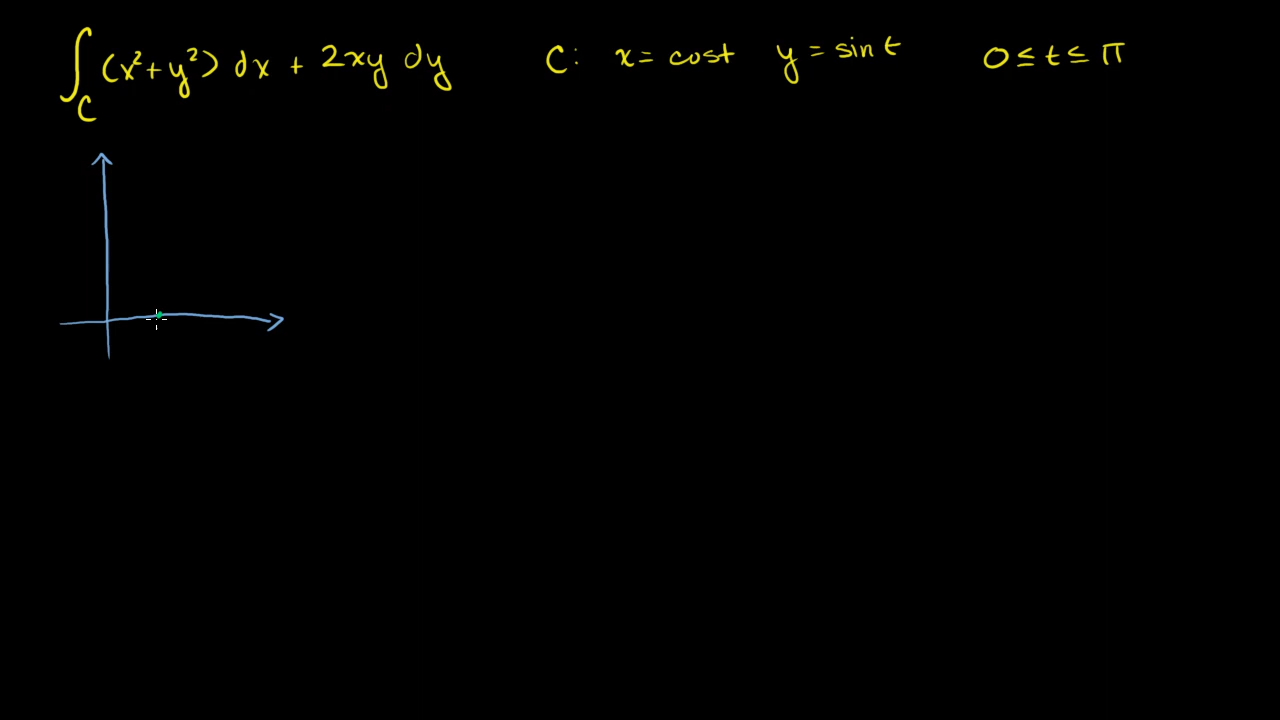 ∫_C (x²+y²) dx + 2xy dy    C: x = cost    y = sin t    0 ≤ t ≤ π